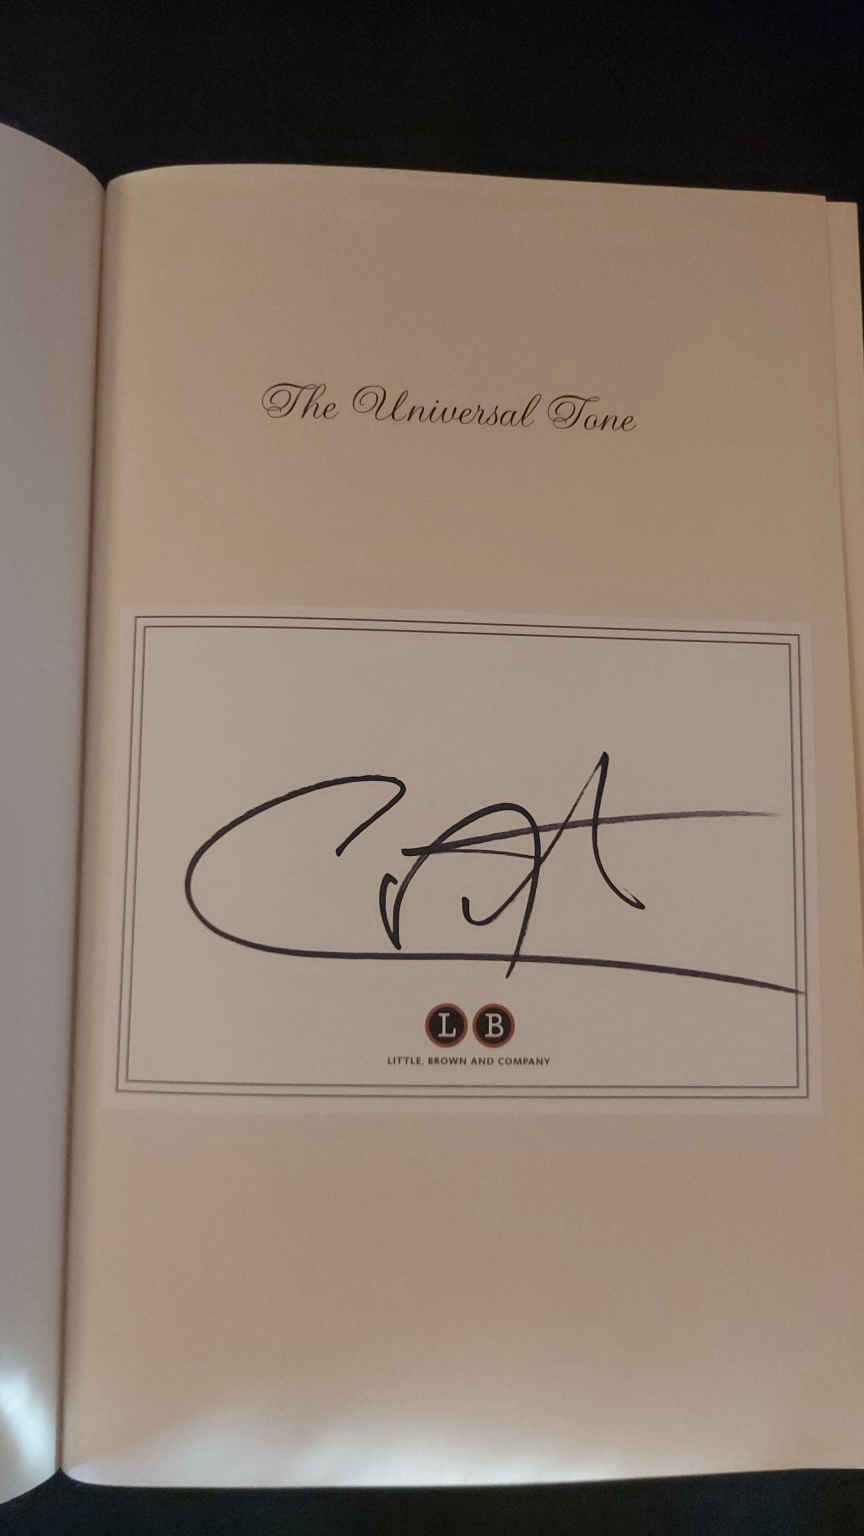 The Universal Tone
L B
LITTLE, BROWN AND COMPANY